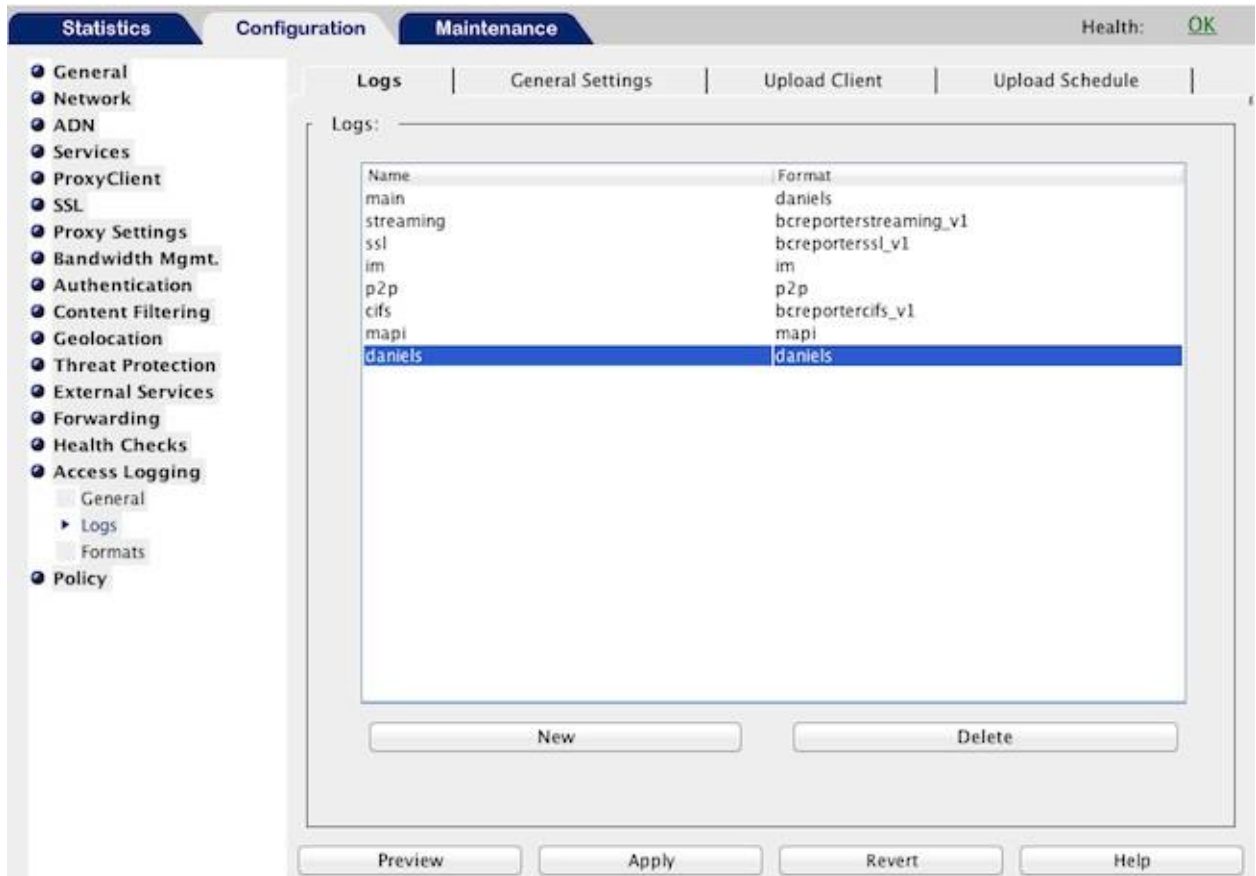 Statistics Configuration Maintenance Health: OK
General
Network
ADN
Services
ProxyClient
SSL
Proxy Settings
Bandwidth Mgmt.
Authentication
Content Filtering
Geolocation
Threat Protection
External Services
Forwarding
Health Checks
Access Logging
General
Logs
Formats
Policy
Logs General Settings Upload Client Upload Schedule
Logs:
Name Format
main daniels
streaming bcreporterstreaming_v1
ssl bcreporterssl_v1
im im
p2p p2p
cifs bcreportercifs_v1
mapi mapi
daniels daniels
New Delete
Preview Apply Revert Help